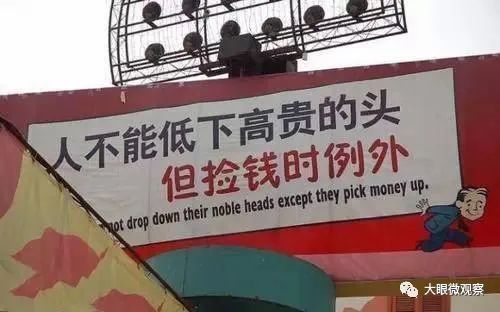 人不能低下高贵的头
但捡钱时例外
not drop down their noble heads except they pick money up.
大眼微观察